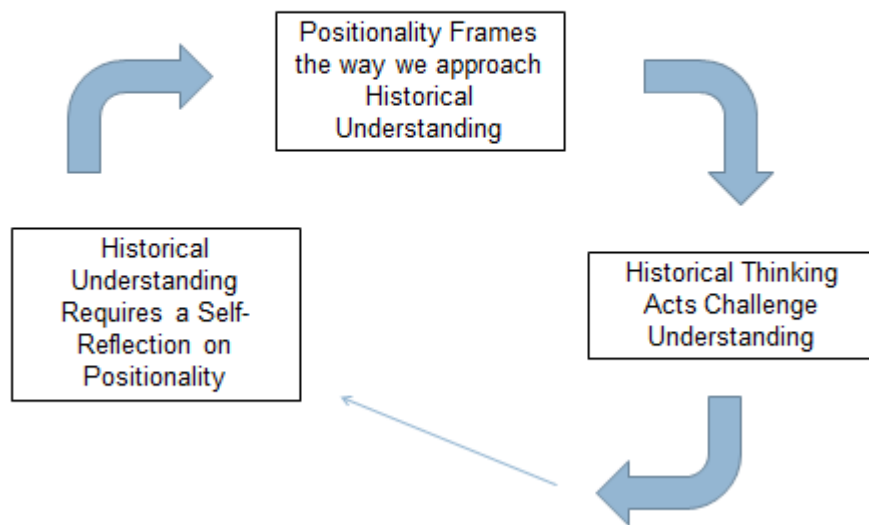 Positionality Frames
the way we approach
Historical
Understanding
Historical Thinking
Acts Challenge
Understanding
Historical
Understanding
Requires a Self-
Reflection on
Positionality